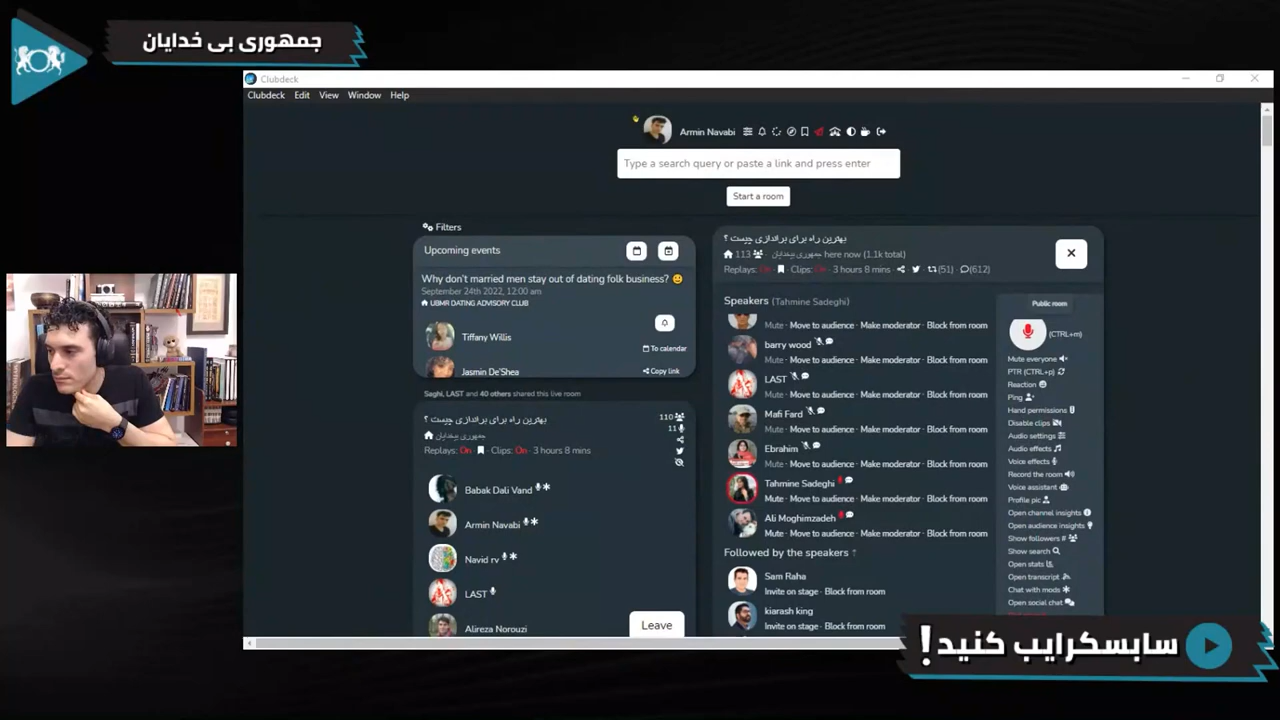 جمهوری بی خدایان
Clubdeck
Clubdeck Edit View Window Help
Armin Navabi
Type a search query or paste a link and press enter
Start a room
Filters
Upcoming events
Why don't married men stay out of dating folk business? 🙂
September 24th 2022, 12:00 am
UBMR DATING ADVISORY CLUB
Tiffany Willis
To calendar
Jasmin De'Shea
Copy link
Saghi, LAST and 40 others shared this live room
بهترین راه برای براندازی چیست ؟
110
11
جمهوری بیخدایان
Replays: On · Clips: On · 3 hours 8 mins
Babak Dali Vand
Armin Navabi
Navid rv
LAST
Alireza Norouzi
Leave
بهترین راه برای براندازی چیست ؟
113 جمهوری بیخدایان here now (1.1k total)
Replays: On · Clips: On · 3 hours 8 mins · (51) (612)
Speakers (Tahmine Sadeghi)
Mute · Move to audience · Make moderator · Block from room
barry wood
Mute · Move to audience · Make moderator · Block from room
LAST
Mute · Move to audience · Make moderator · Block from room
Mafi Fard
Mute · Move to audience · Make moderator · Block from room
Ebrahim
Mute · Move to audience · Make moderator · Block from room
Tahmine Sadeghi
Mute · Move to audience · Make moderator · Block from room
Ali Moghimzadeh
Mute · Move to audience · Make moderator · Block from room
Followed by the speakers ↑
Sam Raha
Invite on stage · Block from room
kiarash king
Invite on stage · Block from room
Public room
(CTRL+m)
Mute everyone
PTR (CTRL+p)
Reaction
Ping
Hand permissions
Disable clips
Audio settings
Audio effects
Voice effects
Record the room
Voice assistant
Profile pic
Open channel insights
Open audience insights
Show followers #
Show search
Open stats
Open transcript
Chat with mods
Open social chat
سابسکرایب کنید!